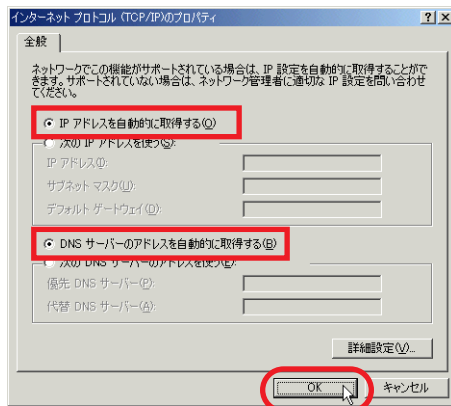 インターネット プロトコル (TCP/IP)のプロパティ
全般
ネットワークでこの機能がサポートされている場合は、IP 設定を自動的に取得することがで
きます。サポートされていない場合は、ネットワーク管理者に適切な IP 設定を問い合わせ
てください。
IP アドレスを自動的に取得する(O)
次の IP アドレスを使う(S):
IP アドレス(I):
サブネット マスク(U):
デフォルト ゲートウェイ(D):
DNS サーバーのアドレスを自動的に取得する(B)
次の DNS サーバーのアドレスを使う(E):
優先 DNS サーバー(P):
代替 DNS サーバー(A):
詳細設定(V)...
OK
キャンセル